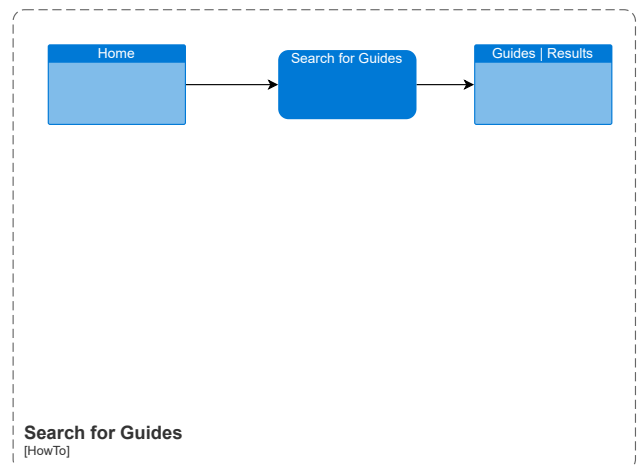 Home
Search for Guides
Guides | Results
Search for Guides
[HowTo]